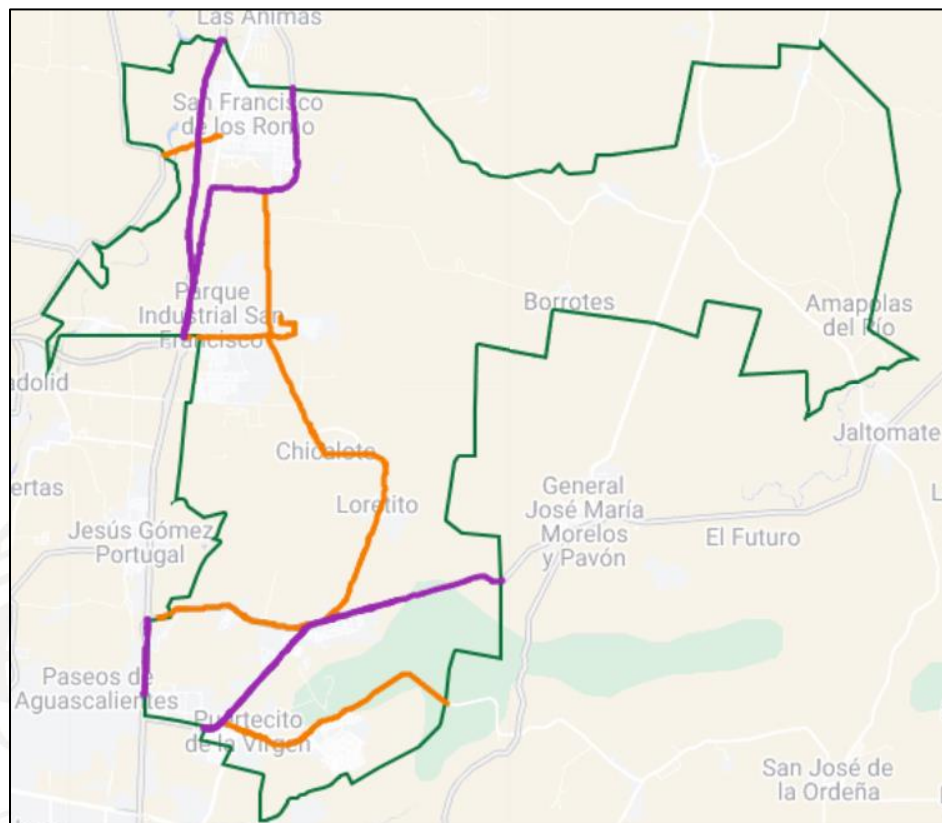 Las Animas
San Francisco
de los Romo
Parque
Industrial San
Francisco
Borrotes
Amapolas
del Río
Jaltomate
Chicalote
Loretito
General
José María
Morelos
y Pavón
El Futuro
Jesús Gómez
Portugal
Paseos de
Aguascalientes
Puertecito
de la Virgen
San José de
la Ordeña